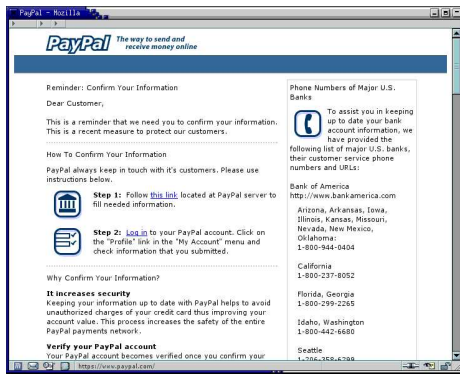 PayPal - Mozilla
PayPal
The way to send and
receive money online
Reminder: Confirm Your Information
Dear Customer,
This is a reminder that we need you to confirm your information.
This is a recent measure to protect our customers.
How To Confirm Your Information
PayPal always keep in touch with it's customers. Please use
instructions below.
Step 1: Follow this link located at PayPal server to
fill needed information.
Step 2: Log in to your PayPal account. Click on
the "Profile" link in the "My Account" menu and
check information that you submitted.
Why Confirm Your Information?
It increases security
Keeping your information up to date with PayPal helps to avoid
unauthorized charges of your credit card thus improving your
account value. This process increases the safety of the entire
PayPal payments network.
Verify your PayPal account
Your PayPal account becomes verified once you confirm your
Phone Numbers of Major U.S.
Banks
To assist you in keeping
up to date your bank
account information, we
have provided the
following list of major U.S. banks,
their customer service phone
numbers and URLs:
Bank of America
http://www.bankamerica.com
Arizona, Arkansas, Iowa,
Illinois, Kansas, Missouri,
Nevada, New Mexico,
Oklahoma:
1-800-944-0404
California
1-800-237-8052
Florida, Georgia
1-800-299-2265
Idaho, Washington
1-800-442-6680
Seattle
1-206-358-6299
https://www.paypal.com/